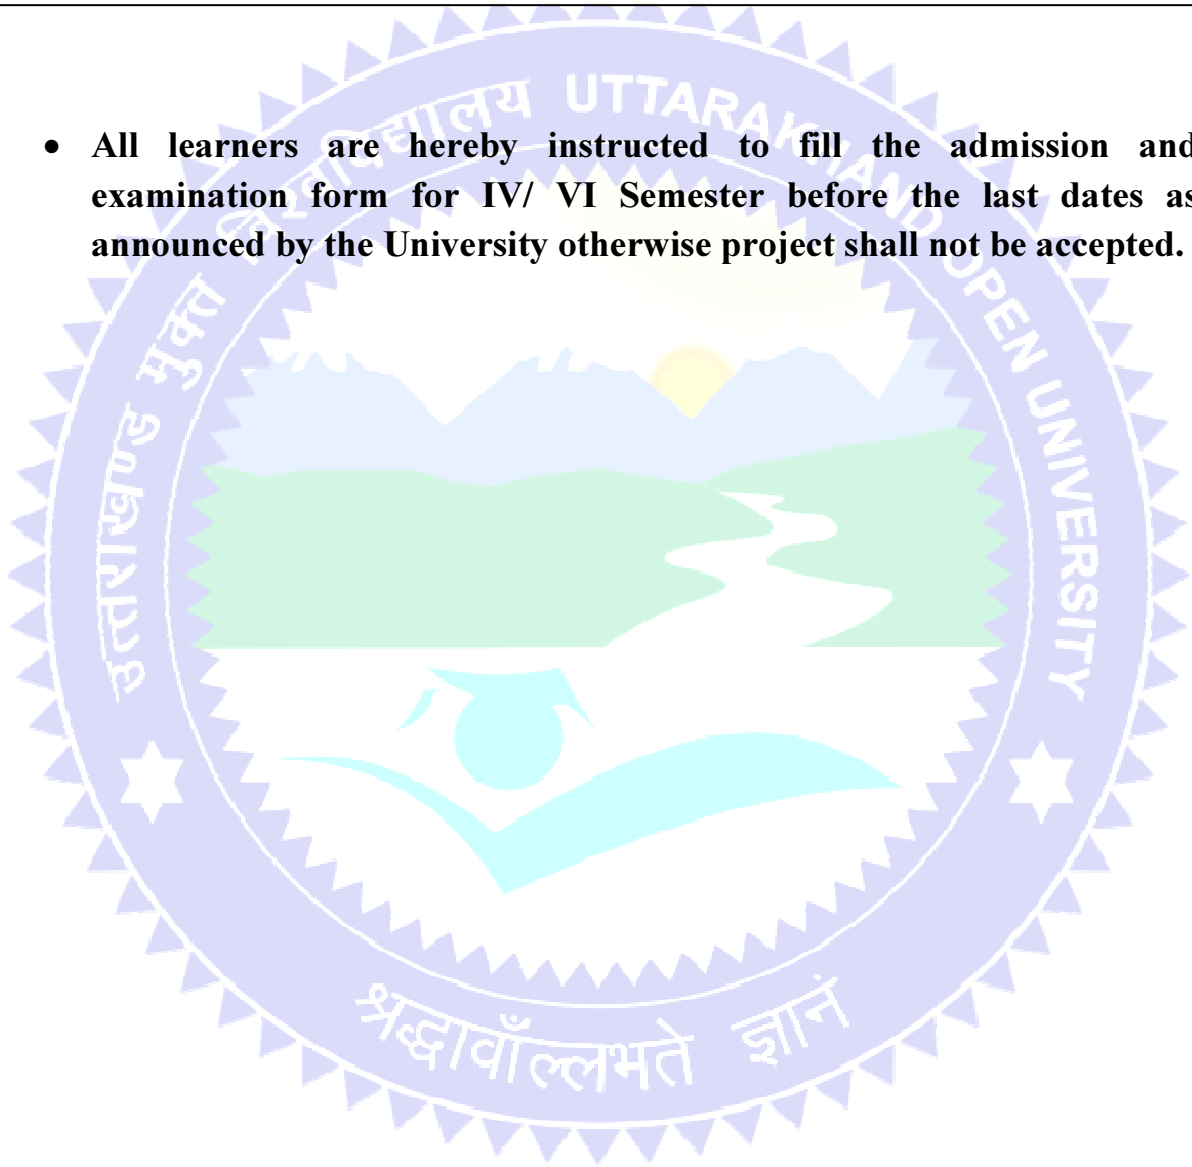 • All learners are hereby instructed to fill the admission and
examination form for IV/ VI Semester before the last dates as
announced by the University otherwise project shall not be accepted.
उत्तराखण्ड मुक्त विश्वविद्यालय UTTARAKHAND OPEN UNIVERSITY
श्रद्धावाँल्लभते ज्ञानं